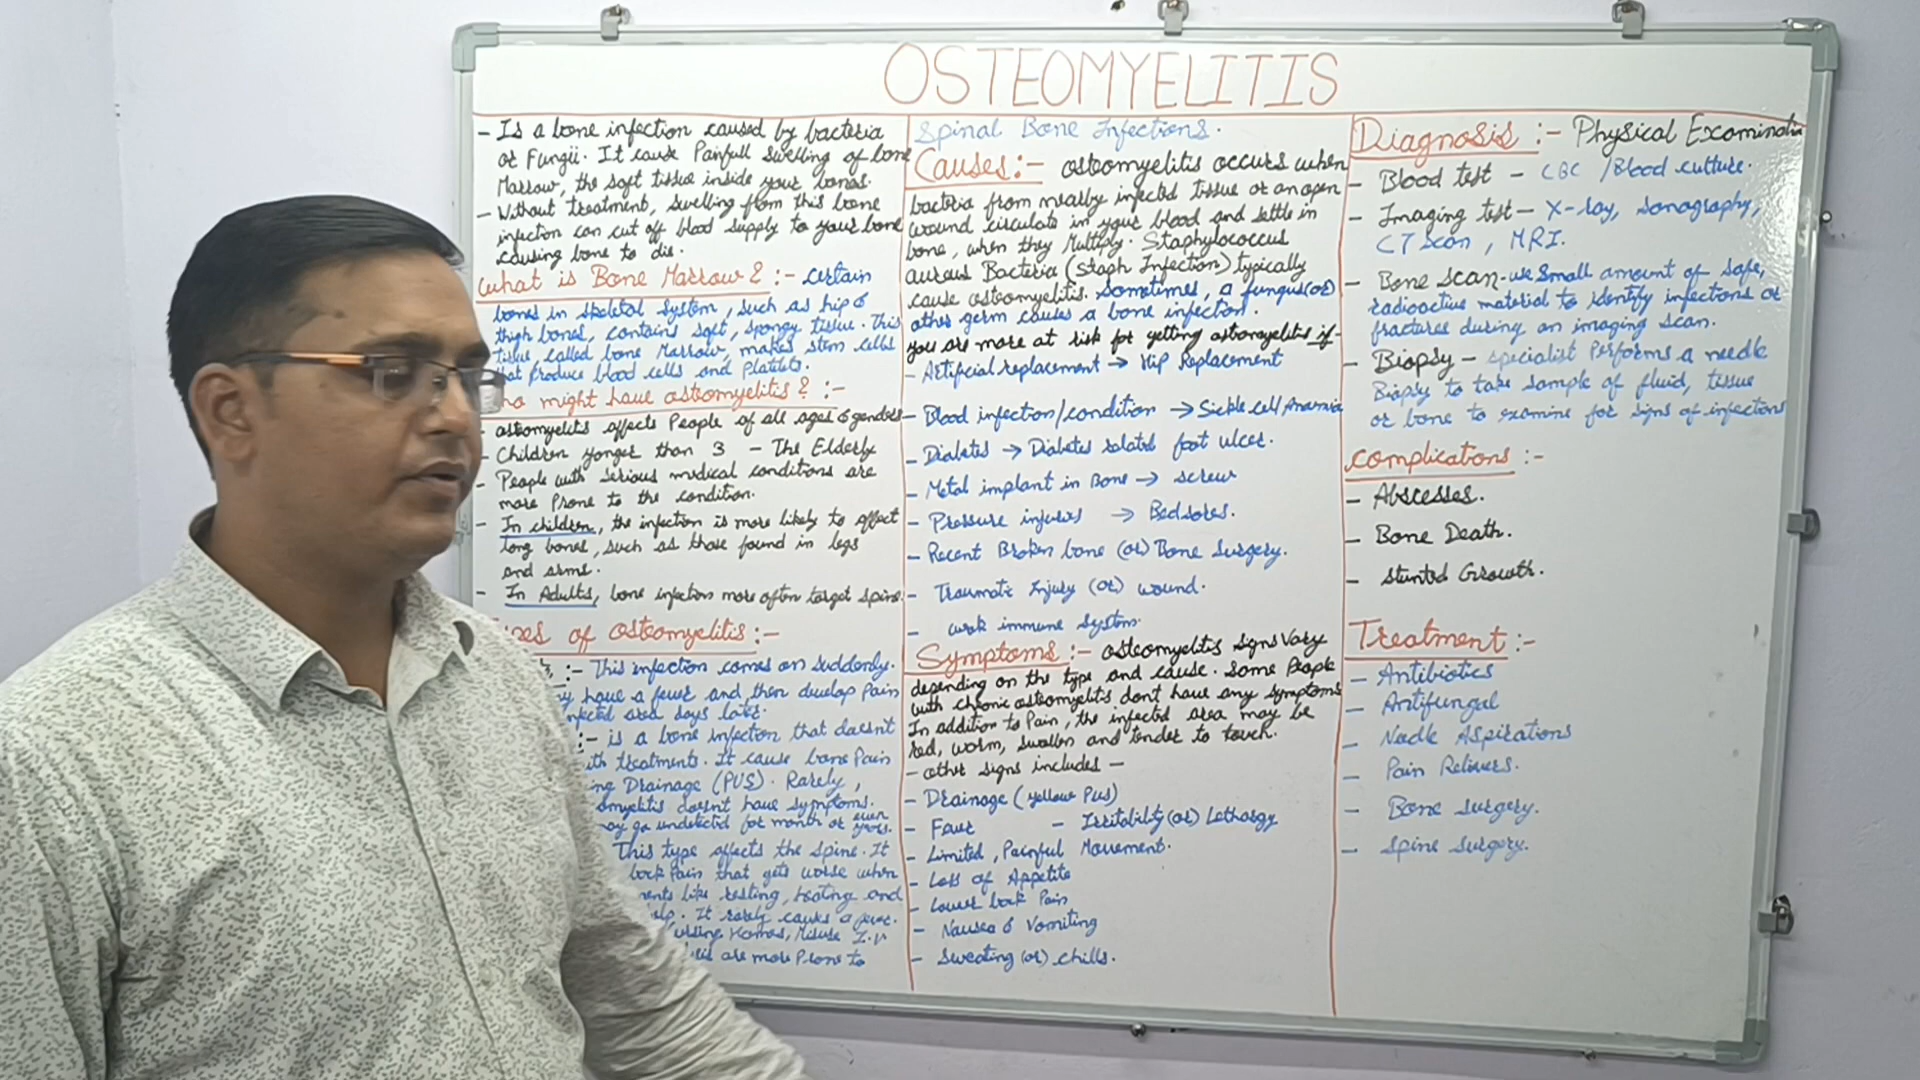 OSTEOMYELITIS
- Is a bone infection caused by bacteria
or Fungii. It cause Painfull Swelling of bone
Marrow, the soft tissue inside your bones.
- Without treatment, swelling from this bone
infection can cut off blood supply to your bone
causing bone to die.
What is Bone Marrow? :- certain
bones in skeletal system, such as hip &
thigh bones, contains soft, spongy tissue. This
tissue, called bone Marrow, makes stem cells
that produce blood cells and Platelets.
might have osteomyelitis? :-
- osteomyelitis affects People of all ages & genders
- Children yonger than 3 - The Elderly
- People with serious medical conditions are
more Prone to the condition.
- In children, the infection is more likely to affect
long bones, such as those found in legs
and arms.
- In Adults, bone infection more often target spine.
of osteomyelitis :-
:- This infection comes on suddenly.
have a fever and then develop Pain
area days later.
:- is a bone infection that doesn't
treatments. It cause bone Pain
Drainage (PUS). Rarely,
doesn't have symptoms.
go undetected for month or even
years.
This type affects the spine. It
back Pain that gets worse when
like resting, heating and
It rarely causes a fever.
Homes, Misuse I.V
are more Prone to
Spinal Bone Infections.
Causes :- osteomyelitis occurs when
bacteria from nearby infected tissue or an open
wound circulate in your blood and settle in
bone, when they Multiply. Staphylococcus
aureus Bacteria (staph Infection) typically
cause osteomyelitis. Sometimes, a fungus (or)
other germ causes a bone infection.
you are more at risk for getting osteomyelitis if-
- Artificial replacement → Hip Replacement
- Blood infection/condition → Sickle cell Anamia
- Diabetes → Diabetes related foot ulcer.
- Metal implant in Bone → screw
- Pressure injures → Bedsores.
- Recent Broken bone (or) Bone surgery.
- Traumatic Injury (or) wound.
- weak immune system.
Symptoms :- osteomyelitis signs vary
depending on the type and cause. Some People
with chronic osteomyelitis dont have any symptoms
In addition to Pain, the infected area may be
red, warm, swollen and tender to touch.
- other signs includes -
- Drainage (yellow Pus)
- Fever - Irritability (or) Lethargy
- Limited, Painful Movement.
- Loss of Appetite
- Lower back Pain
- Nausea & Vomiting
- Sweating (or) chills.
Diagnosis :- Physical Examination
- Blood test - CBC / Blood culture.
- Imaging test - X-ray, Sonagraphy,
CT Scan, MRI.
- Bone Scan - use small amount of safe,
radioactive material to identify infections or
fractures during an imaging scan.
- Biopsy - specialist Performs a needle
Biopsy to take sample of fluid, tissue
or bone to examine for signs of infections
complications :-
- Abscesses.
- Bone Death.
- stunted Growth.
Treatment :-
- Antibiotics
- Antifungal
- Needle Aspirations
- Pain Relivers.
- Bone surgery.
- Spine Surgery.